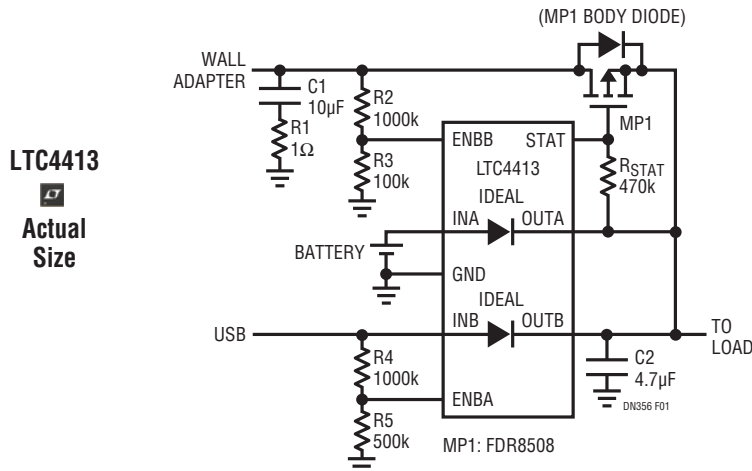 (MP1 BODY DIODE)
WALL
ADAPTER
C1
10µF
R1
1Ω
R2
1000k
R3
100k
ENBB
STAT
LTC4413
MP1
RSTAT
470k
IDEAL
INA
OUTA
BATTERY
GND
IDEAL
USB
INB
OUTB
TO
LOAD
R4
1000k
ENBA
R5
500k
C2
4.7µF
DN356 F01
MP1: FDR8508
LTC4413
Actual
Size